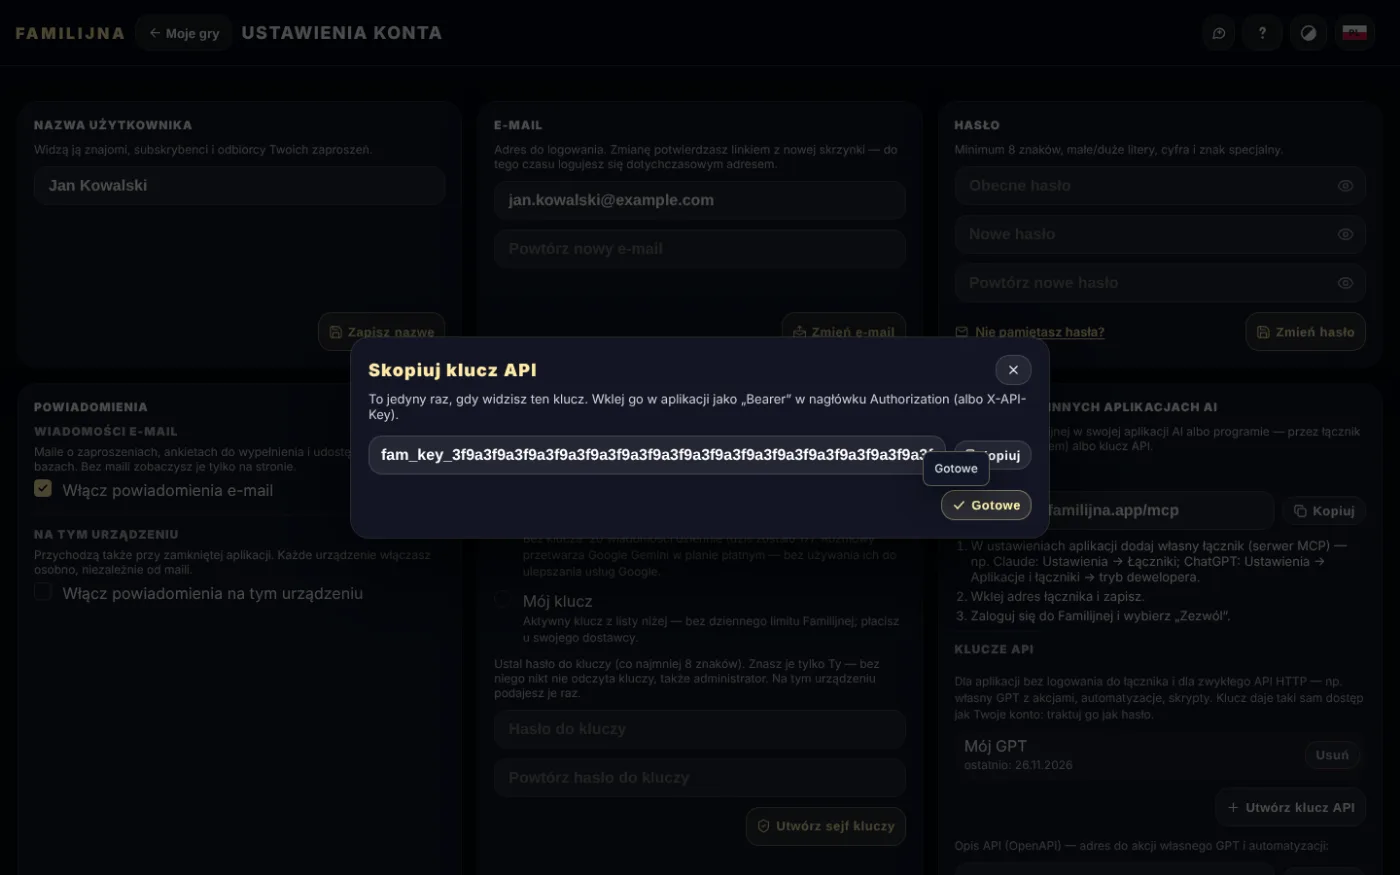 FAMILIJNA
← Moje gry
USTAWIENIA KONTA
?
NAZWA UŻYTKOWNIKA
Widzą ją znajomi, subskrybenci i odbiorcy Twoich zaproszeń.
Jan Kowalski
Zapisz nazwę
E-MAIL
Adres do logowania. Zmianę potwierdzasz linkiem z nowej skrzynki — do
tego czasu logujesz się dotychczasowym adresem.
jan.kowalski@example.com
Powtórz nowy e-mail
Zmień e-mail
HASŁO
Minimum 8 znaków, małe/duże litery, cyfra i znak specjalny.
Obecne hasło
Nowe hasło
Powtórz nowe hasło
Nie pamiętasz hasła?
Zmień hasło
Skopiuj klucz API
To jedyny raz, gdy widzisz ten klucz. Wklej go w aplikacji jako „Bearer” w nagłówku Authorization (albo X-API-
Key).
fam_key_3f9a3f9a3f9a3f9a3f9a3f9a3f9a3f9a3f9a3f9a3f9a3f9a3f9a3f9a3f9a3f
opiuj
Gotowe
Gotowe
POWIADOMIENIA
WIADOMOŚCI E-MAIL
Maile o zaproszeniach, ankietach do wypełnienia i
bazach. Bez maili zobaczysz je tylko na stronie.
Włącz powiadomienia e-mail
NA TYM URZĄDZENIU
Przychodzą także przy zamkniętej aplikacji. Każde urządzenie włączasz
osobno, niezależnie od maili.
Włącz powiadomienia na tym urządzeniu
przetwarza Google Gemini w planie płatnym — bez używania ich do
ulepszania usług Google.
Mój klucz
Aktywny klucz z listy niżej — bez dziennego limitu Familijnej; płacisz
u swojego dostawcy.
Ustal hasło do kluczy (co najmniej 8 znaków). Znasz je tylko Ty — bez
niego nikt nie odczyta kluczy, także administrator. Na tym urządzeniu
podajesz je raz.
Hasło do kluczy
Powtórz hasło do kluczy
Utwórz sejf kluczy
INNYCH APLIKACJACH AI
jnej w swojej aplikacji AI albo programie — przez łącznik
em) albo klucz API.
familijna.app/mcp
Kopiuj
1. W ustawieniach aplikacji dodaj własny łącznik (serwer MCP) —
np. Claude: Ustawienia → Łączniki; ChatGPT: Ustawienia →
Aplikacje i łączniki → tryb dewelopera.
2. Wklej adres łącznika i zapisz.
3. Zaloguj się do Familijnej i wybierz „Zezwól”.
KLUCZE API
Dla aplikacji bez logowania do łącznika i dla zwykłego API HTTP — np.
własny GPT z akcjami, automatyzacje, skrypty. Klucz daje taki sam dostęp
jak Twoje konto: traktuj go jak hasło.
Mój GPT
ostatnio: 26.11.2026
Usuń
+ Utwórz klucz API
Opis API (OpenAPI) — adres do akcji własnego GPT i automatyzacji: